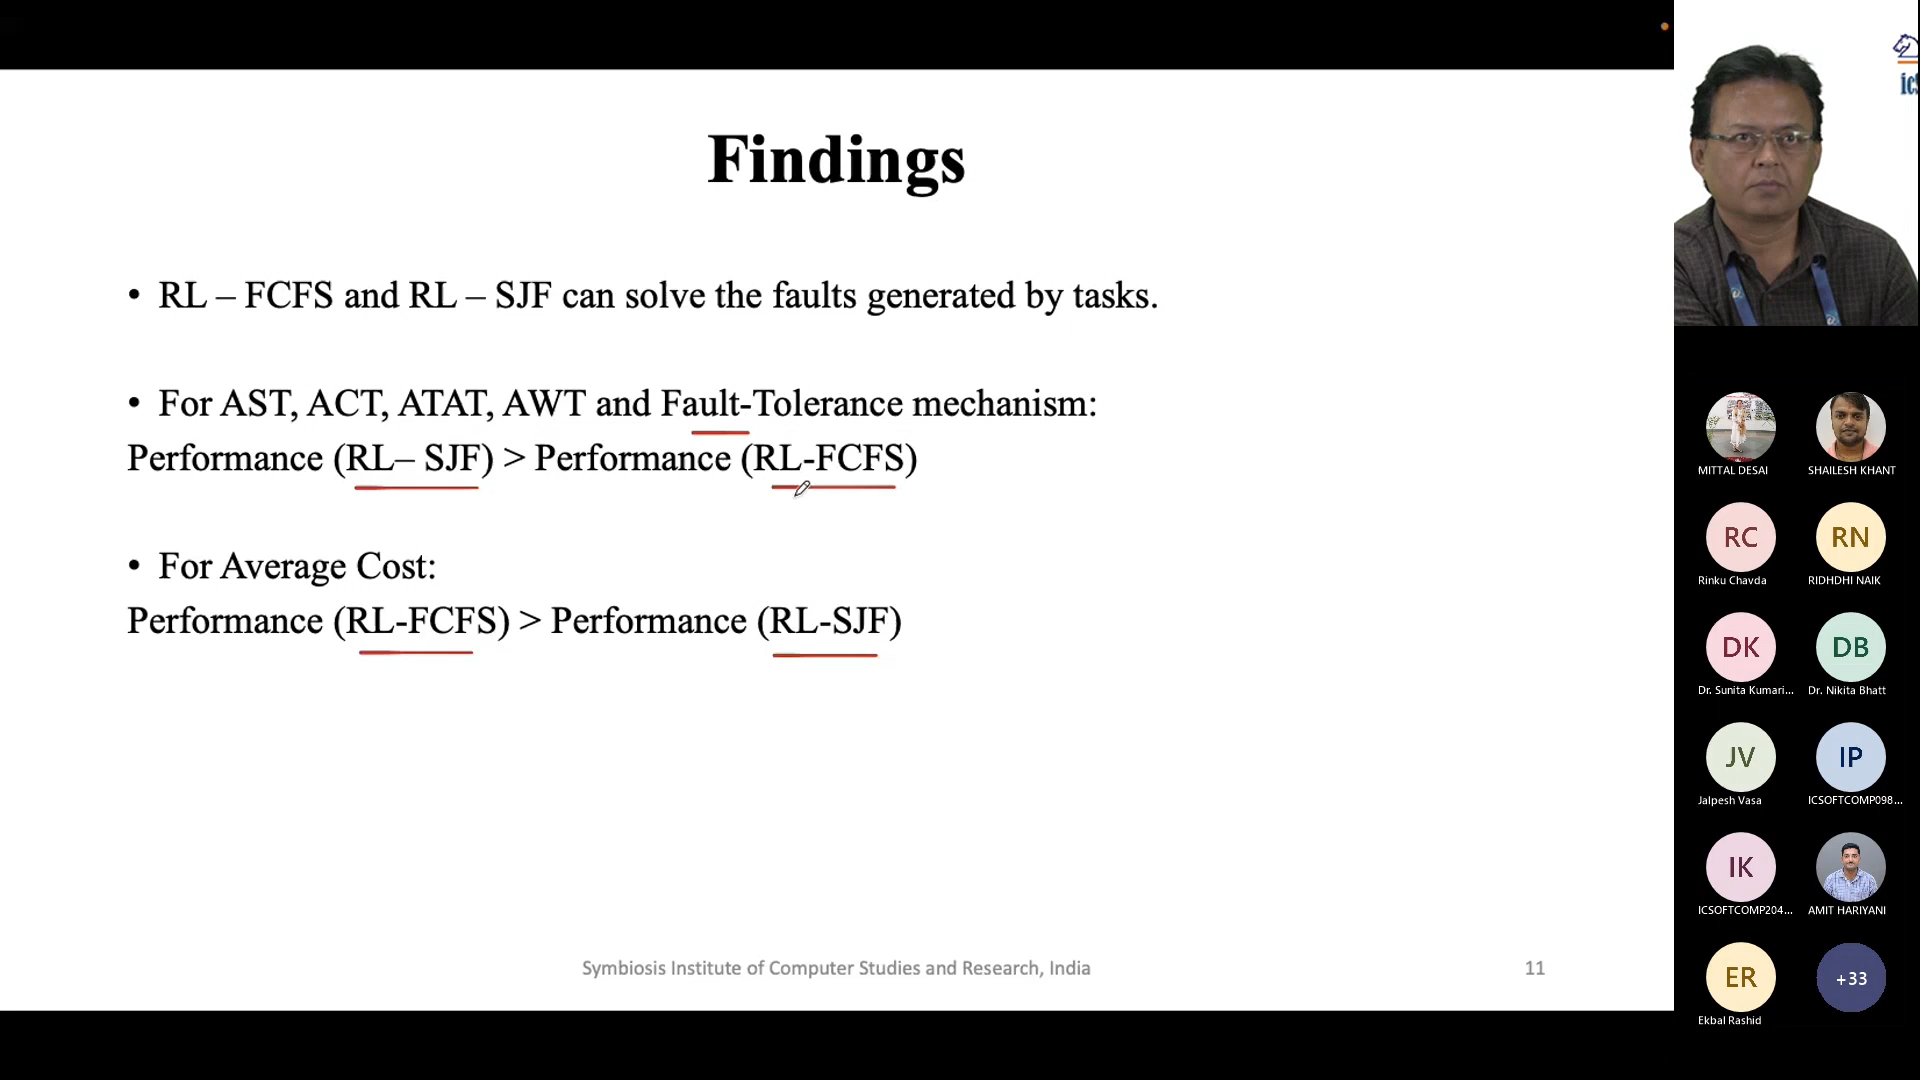 Findings
• RL – FCFS and RL – SJF can solve the faults generated by tasks.
• For AST, ACT, ATAT, AWT and Fault-Tolerance mechanism:
Performance (RL– SJF) > Performance (RL-FCFS)
• For Average Cost:
Performance (RL-FCFS) > Performance (RL-SJF)
Symbiosis Institute of Computer Studies and Research, India
11
MITTAL DESAI
SHAILESH KHANT
RC
RN
Rinku Chavda
RIDHDHI NAIK
DK
DB
Dr. Sunita Kumari...
Dr. Nikita Bhatt
JV
IP
Jalpesh Vasa
ICSOFTCOMP098...
IK
ICSOFTCOMP204...
AMIT HARIYANI
ER
+33
Ekbal Rashid